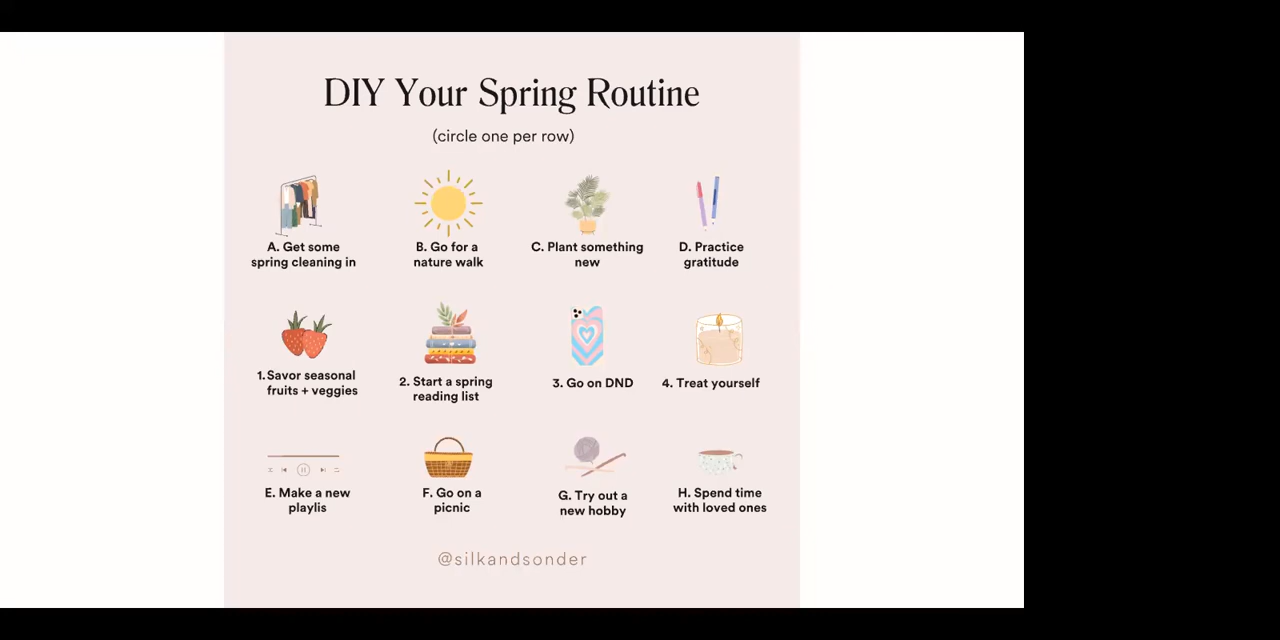 DIY Your Spring Routine
(circle one per row)
A. Get some
spring cleaning in
B. Go for a
nature walk
C. Plant something
new
D. Practice
gratitude
1. Savor seasonal
fruits + veggies
2. Start a spring
reading list
3. Go on DND
4. Treat yourself
E. Make a new
playlis
F. Go on a
picnic
G. Try out a
new hobby
H. Spend time
with loved ones
@silkandsonder